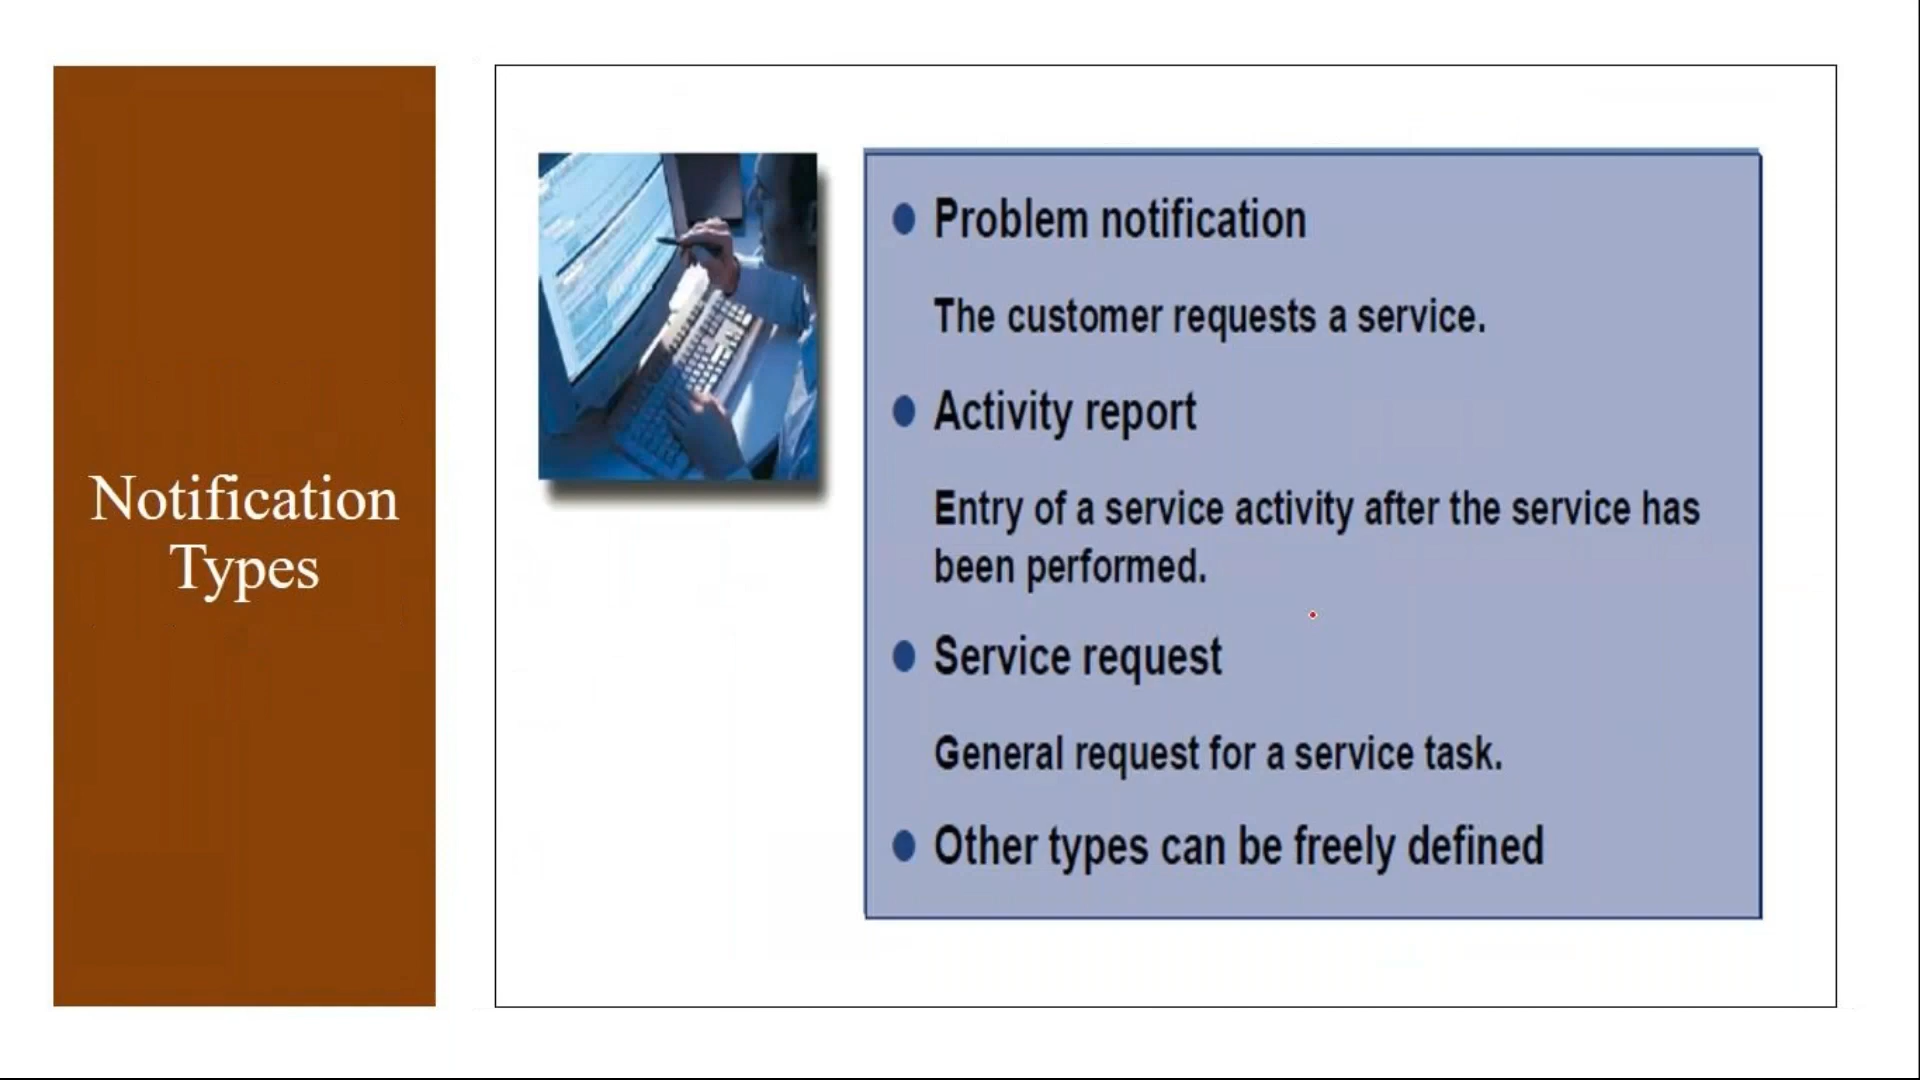 Notification
Types
Problem notification
The customer requests a service.
Activity report
Entry of a service activity after the service has
been performed.
Service request
General request for a service task.
Other types can be freely defined